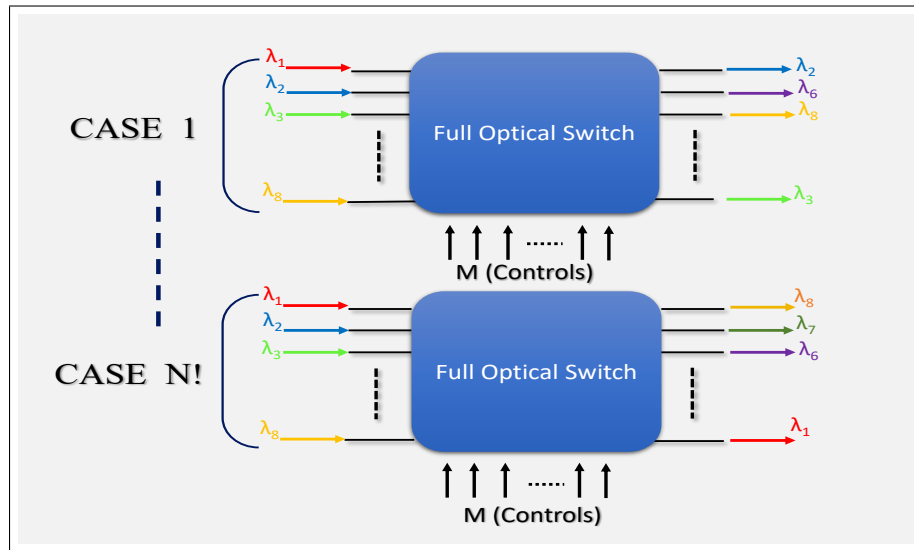 λ₁
λ₂
λ₃
λ₈
CASE 1
Full Optical Switch
λ₂
λ₆
λ₈
λ₃
M (Controls)
λ₁
λ₂
λ₃
λ₈
CASE N!
Full Optical Switch
λ₈
λ₇
λ₆
λ₁
M (Controls)